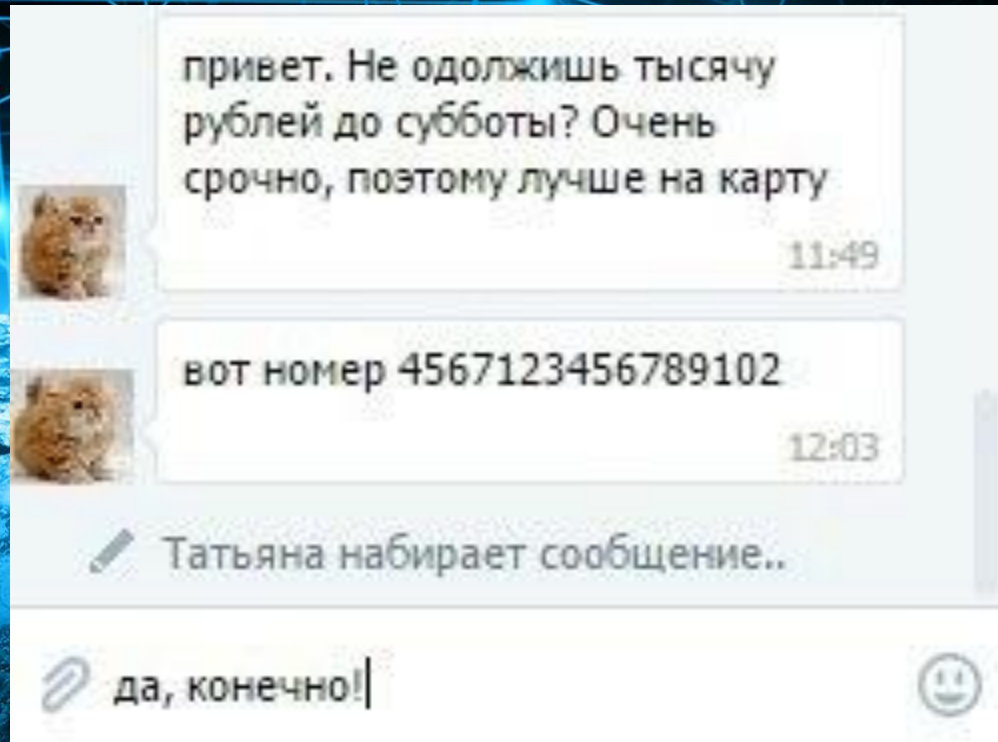 привет. Не одолжишь тысячу
рублей до субботы? Очень
срочно, поэтому лучше на карту
11:49
вот номер 4567123456789102
12:03
Татьяна набирает сообщение..
да, конечно!